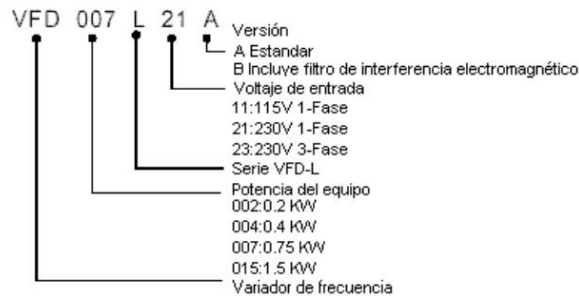 VFD 007 L 21 A
Versión
A Estandar
B Incluye filtro de interferencia electromagnético
Voltaje de entrada
11:115V 1-Fase
21:230V 1-Fase
23:230V 3-Fase
Serie VFD-L
Potencia del equipo
002:0.2 KW
004:0.4 KW
007:0.75 KW
015:1.5 KW
Variador de frecuencia